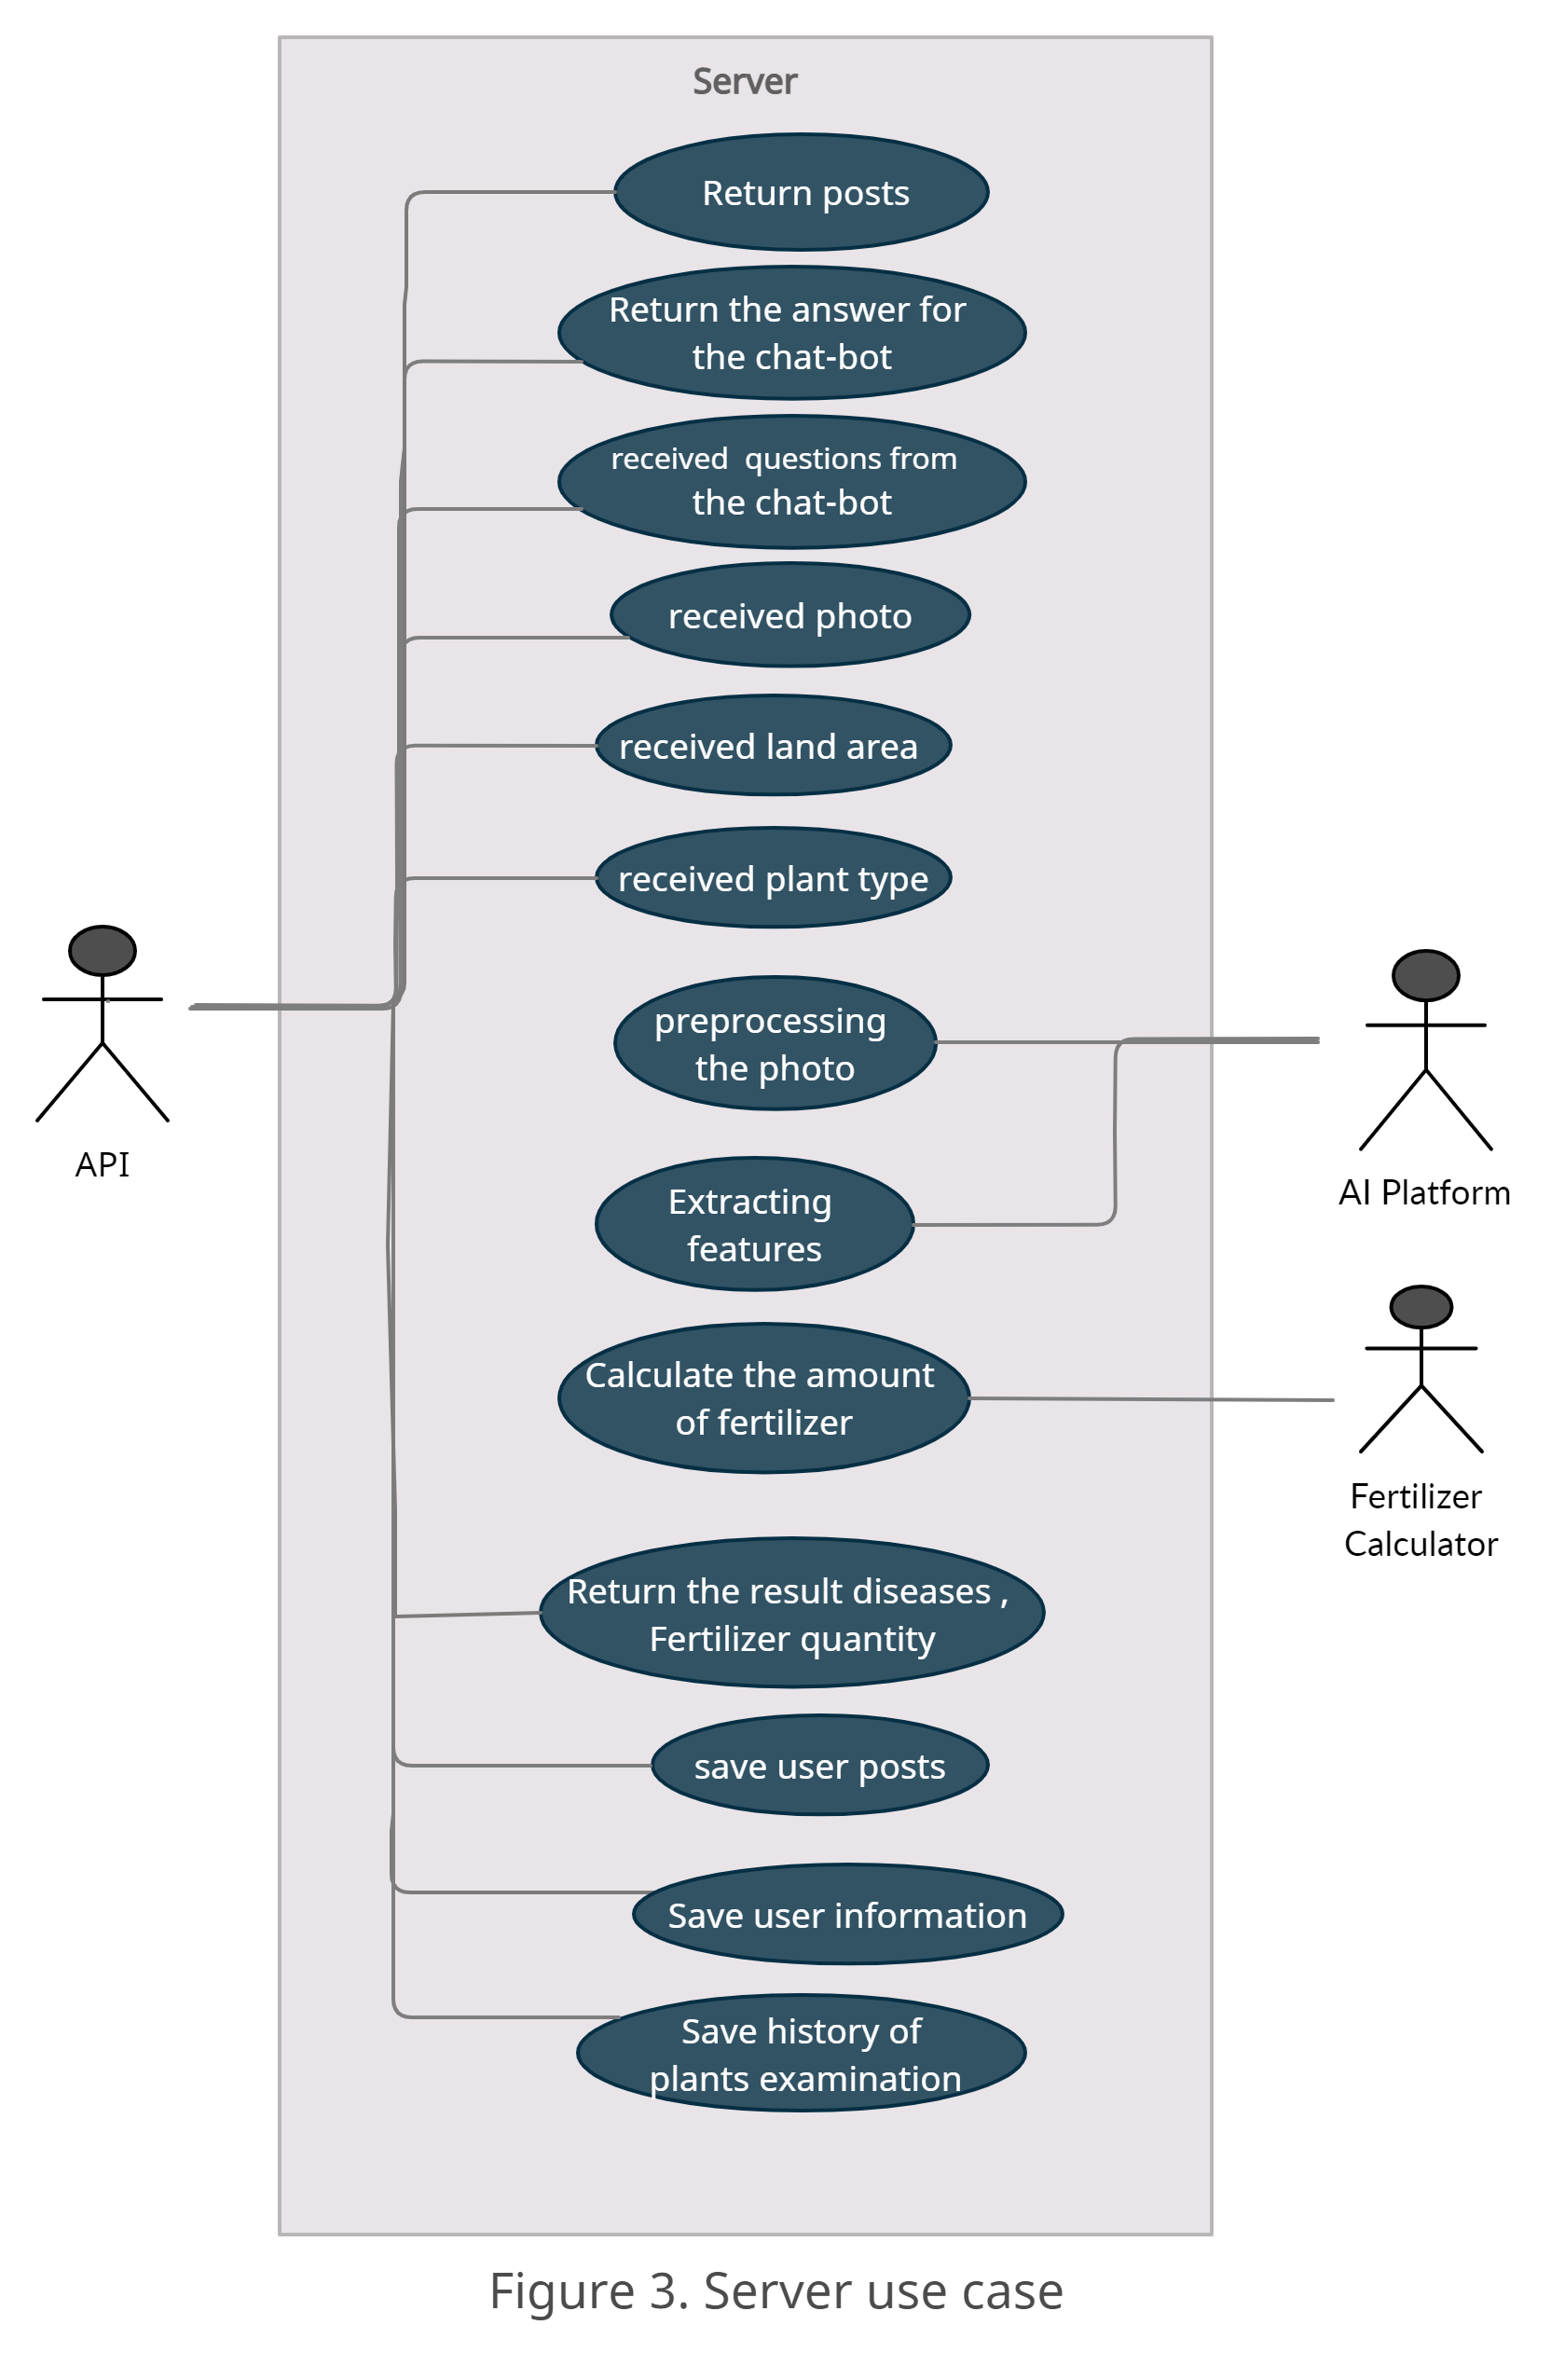 Server
Return posts
Return the answer for
the chat-bot
received questions from
the chat-bot
received photo
received land area
received plant type
preprocessing
the photo
Extracting
features
Calculate the amount
of fertilizer
Return the result diseases ,
Fertilizer quantity
save user posts
Save user information
Save history of
plants examination
API
AI Platform
Fertilizer
Calculator
Figure 3. Server use case